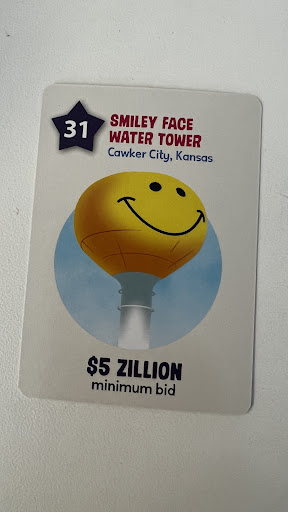 31
SMILEY FACE
WATER TOWER
Cawker City, Kansas
$5 ZILLION
minimum bid